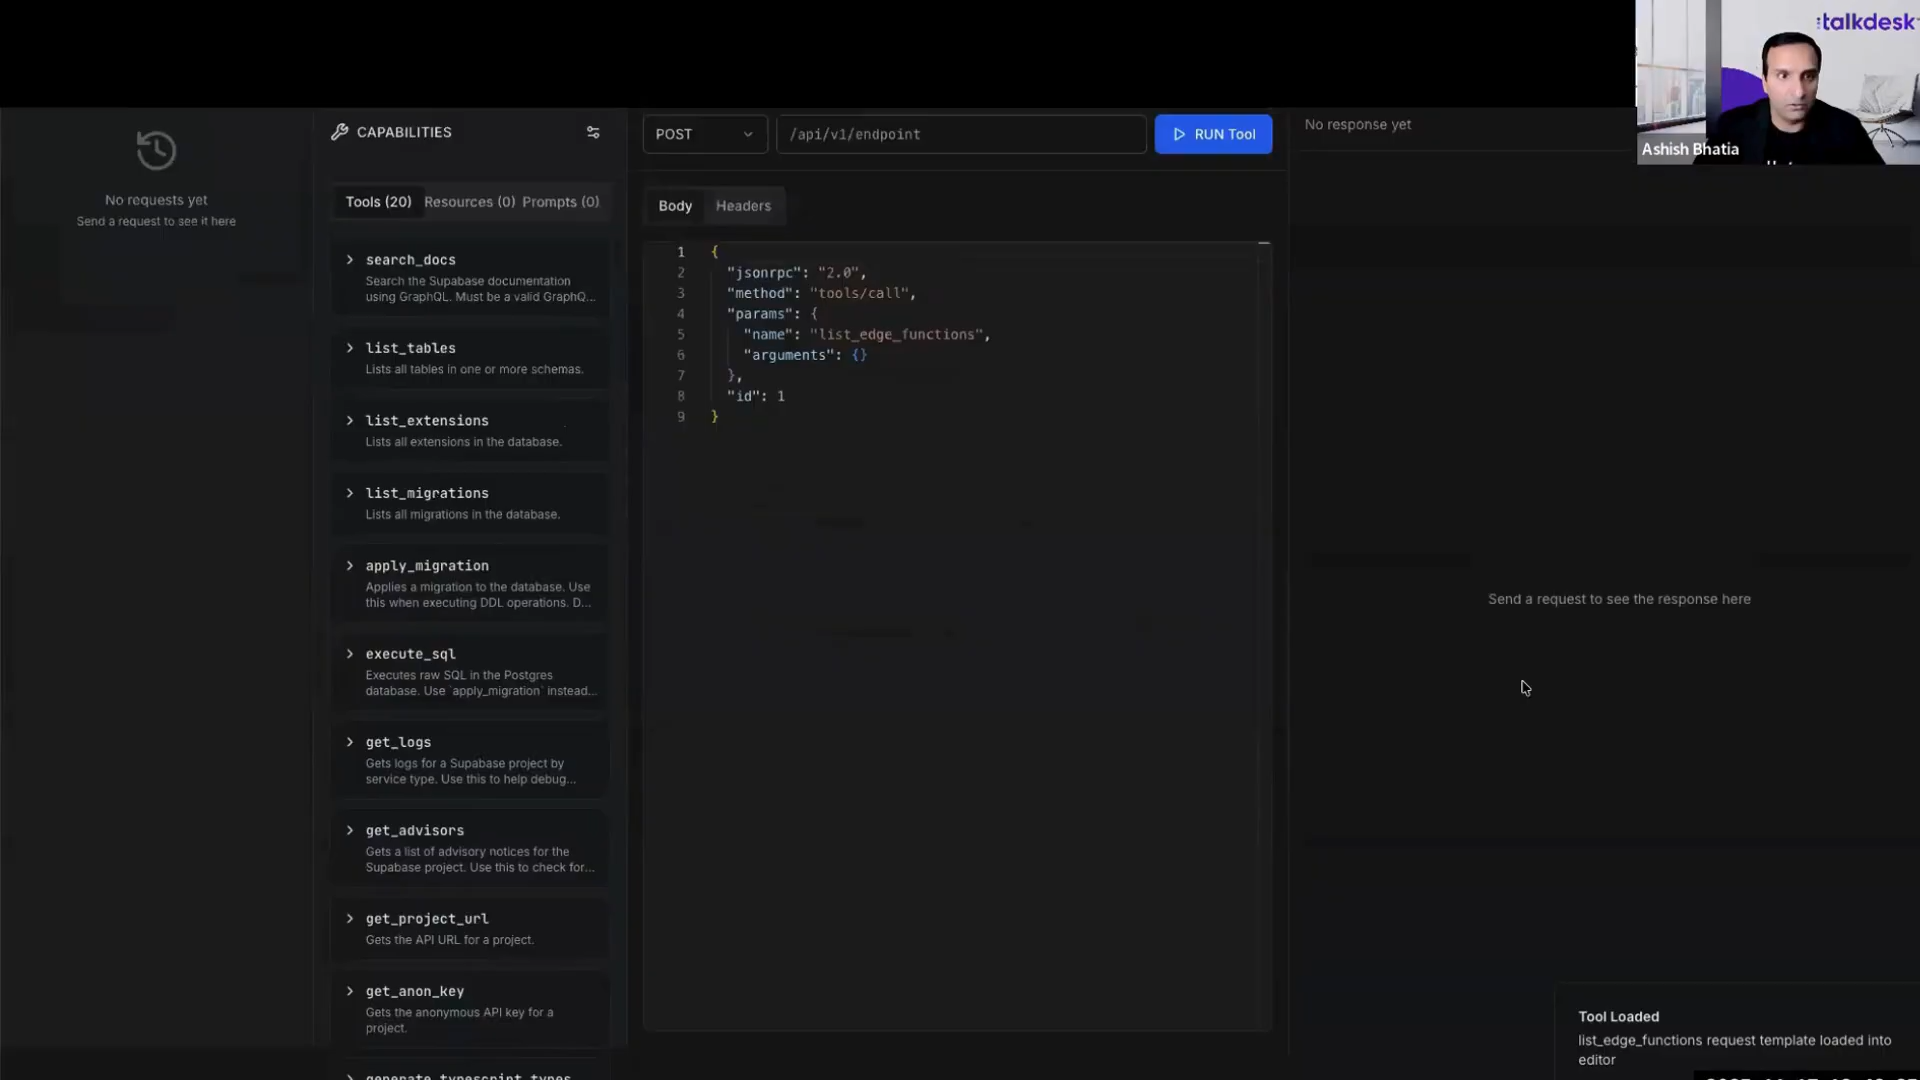 No requests yet
Send a request to see it here
CAPABILITIES
Tools (20) Resources (0) Prompts (0)
search_docs
Search the Supabase documentation
using GraphQL. Must be a valid GraphQ...
list_tables
Lists all tables in one or more schemas.
list_extensions
Lists all extensions in the database.
list_migrations
Lists all migrations in the database.
apply_migration
Applies a migration to the database. Use
this when executing DDL operations. D...
execute_sql
Executes raw SQL in the Postgres
database. Use `apply_migration` instead...
get_logs
Gets logs for a Supabase project by
service type. Use this to help debug...
get_advisors
Gets a list of advisory notices for the
Supabase project. Use this to check for...
get_project_url
Gets the API URL for a project.
get_anon_key
Gets the anonymous API key for a
project.
generate_typescript_types
POST /api/v1/endpoint RUN Tool
Body Headers
1 {
2 "jsonrpc": "2.0",
3 "method": "tools/call",
4 "params": {
5 "name": "list_edge_functions",
6 "arguments": {}
7 },
8 "id": 1
9 }
No response yet
Send a request to see the response here
Tool Loaded
list_edge_functions request template loaded into
editor
:talkdesk
Ashish Bhatia